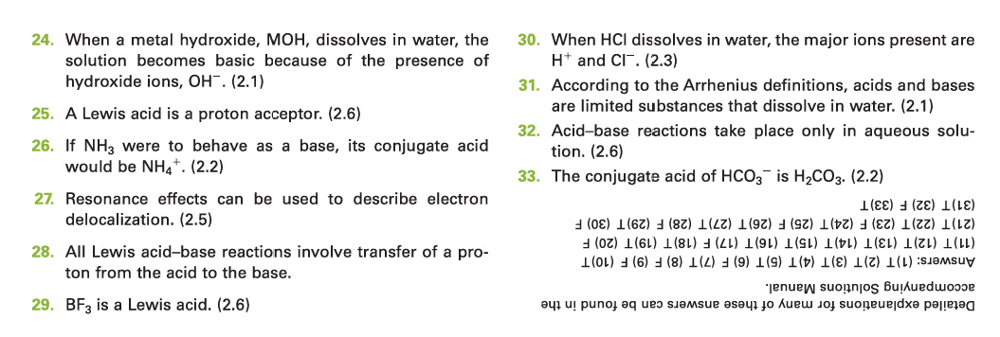 24. When a metal hydroxide, MOH, dissolves in water, the
solution becomes basic because of the presence of
hydroxide ions, OH⁻. (2.1)
25. A Lewis acid is a proton acceptor. (2.6)
26. If NH₃ were to behave as a base, its conjugate acid
would be NH₄⁺. (2.2)
27. Resonance effects can be used to describe electron
delocalization. (2.5)
28. All Lewis acid–base reactions involve transfer of a pro-
ton from the acid to the base.
29. BF₃ is a Lewis acid. (2.6)
30. When HCl dissolves in water, the major ions present are
H⁺ and Cl⁻. (2.3)
31. According to the Arrhenius definitions, acids and bases
are limited substances that dissolve in water. (2.1)
32. Acid–base reactions take place only in aqueous solu-
tion. (2.6)
33. The conjugate acid of HCO₃⁻ is H₂CO₃. (2.2)
Detailed explanations for many of these answers can be found in the
accompanying Solutions Manual.
Answers: (1)T (2)T (3)T (4)T (5)T (6) F (7)T (8) F (9) F (10)T
(11)T (12)T (13)T (14)T (15)T (16)T (17) F (18)T (19)T (20) F
(21)T (22)T (23) F (24)T (25) F (26)T (27)T (28) F (29)T (30) F
(31)T (32) F (33)T